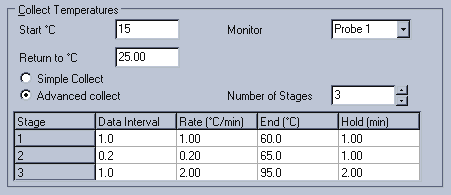 Collect Temperatures
Start °C 15 Monitor Probe 1
Return to °C 25.00
Simple Collect
Advanced collect Number of Stages 3
Stage Data Interval Rate (°C/min) End (°C) Hold (min)
1 1.0 1.00 60.0 1.00
2 0.2 0.20 65.0 1.00
3 1.0 2.00 95.0 2.00